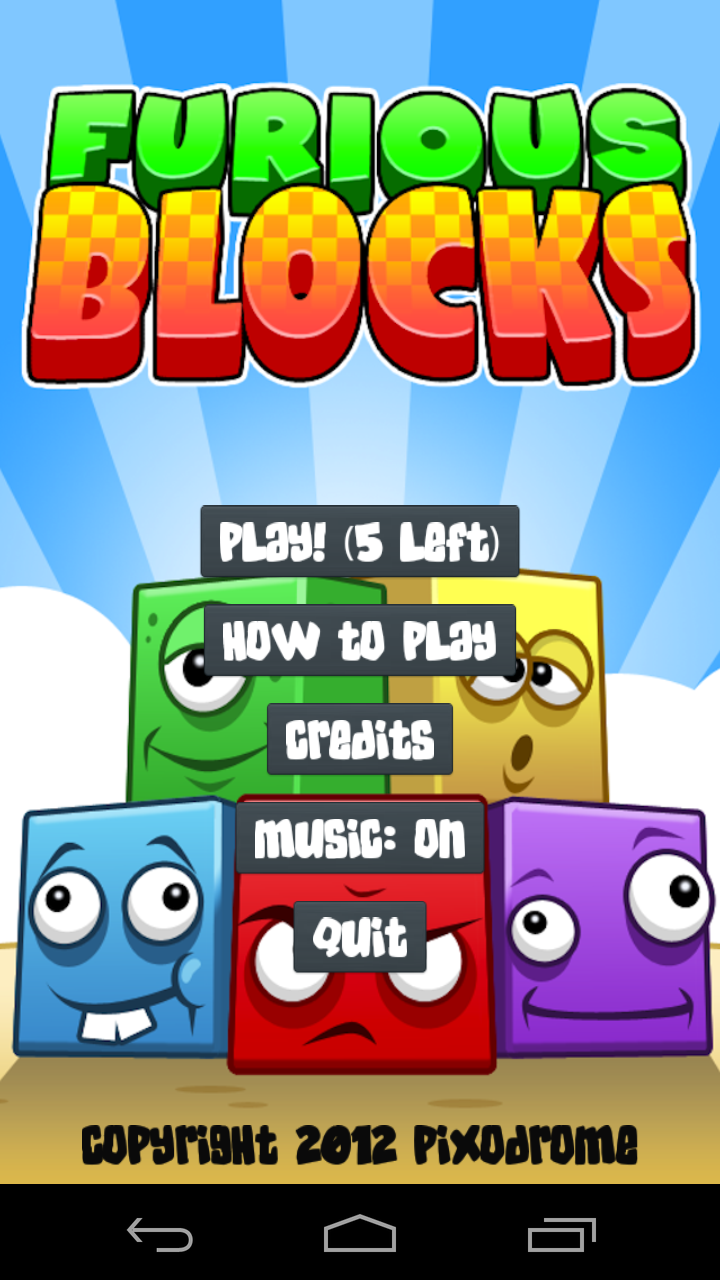 FURIOUS
BLOCKS
Play! (5 Left)
How to Play
Credits
Music: On
Quit
Copyright 2012 Pixodrome